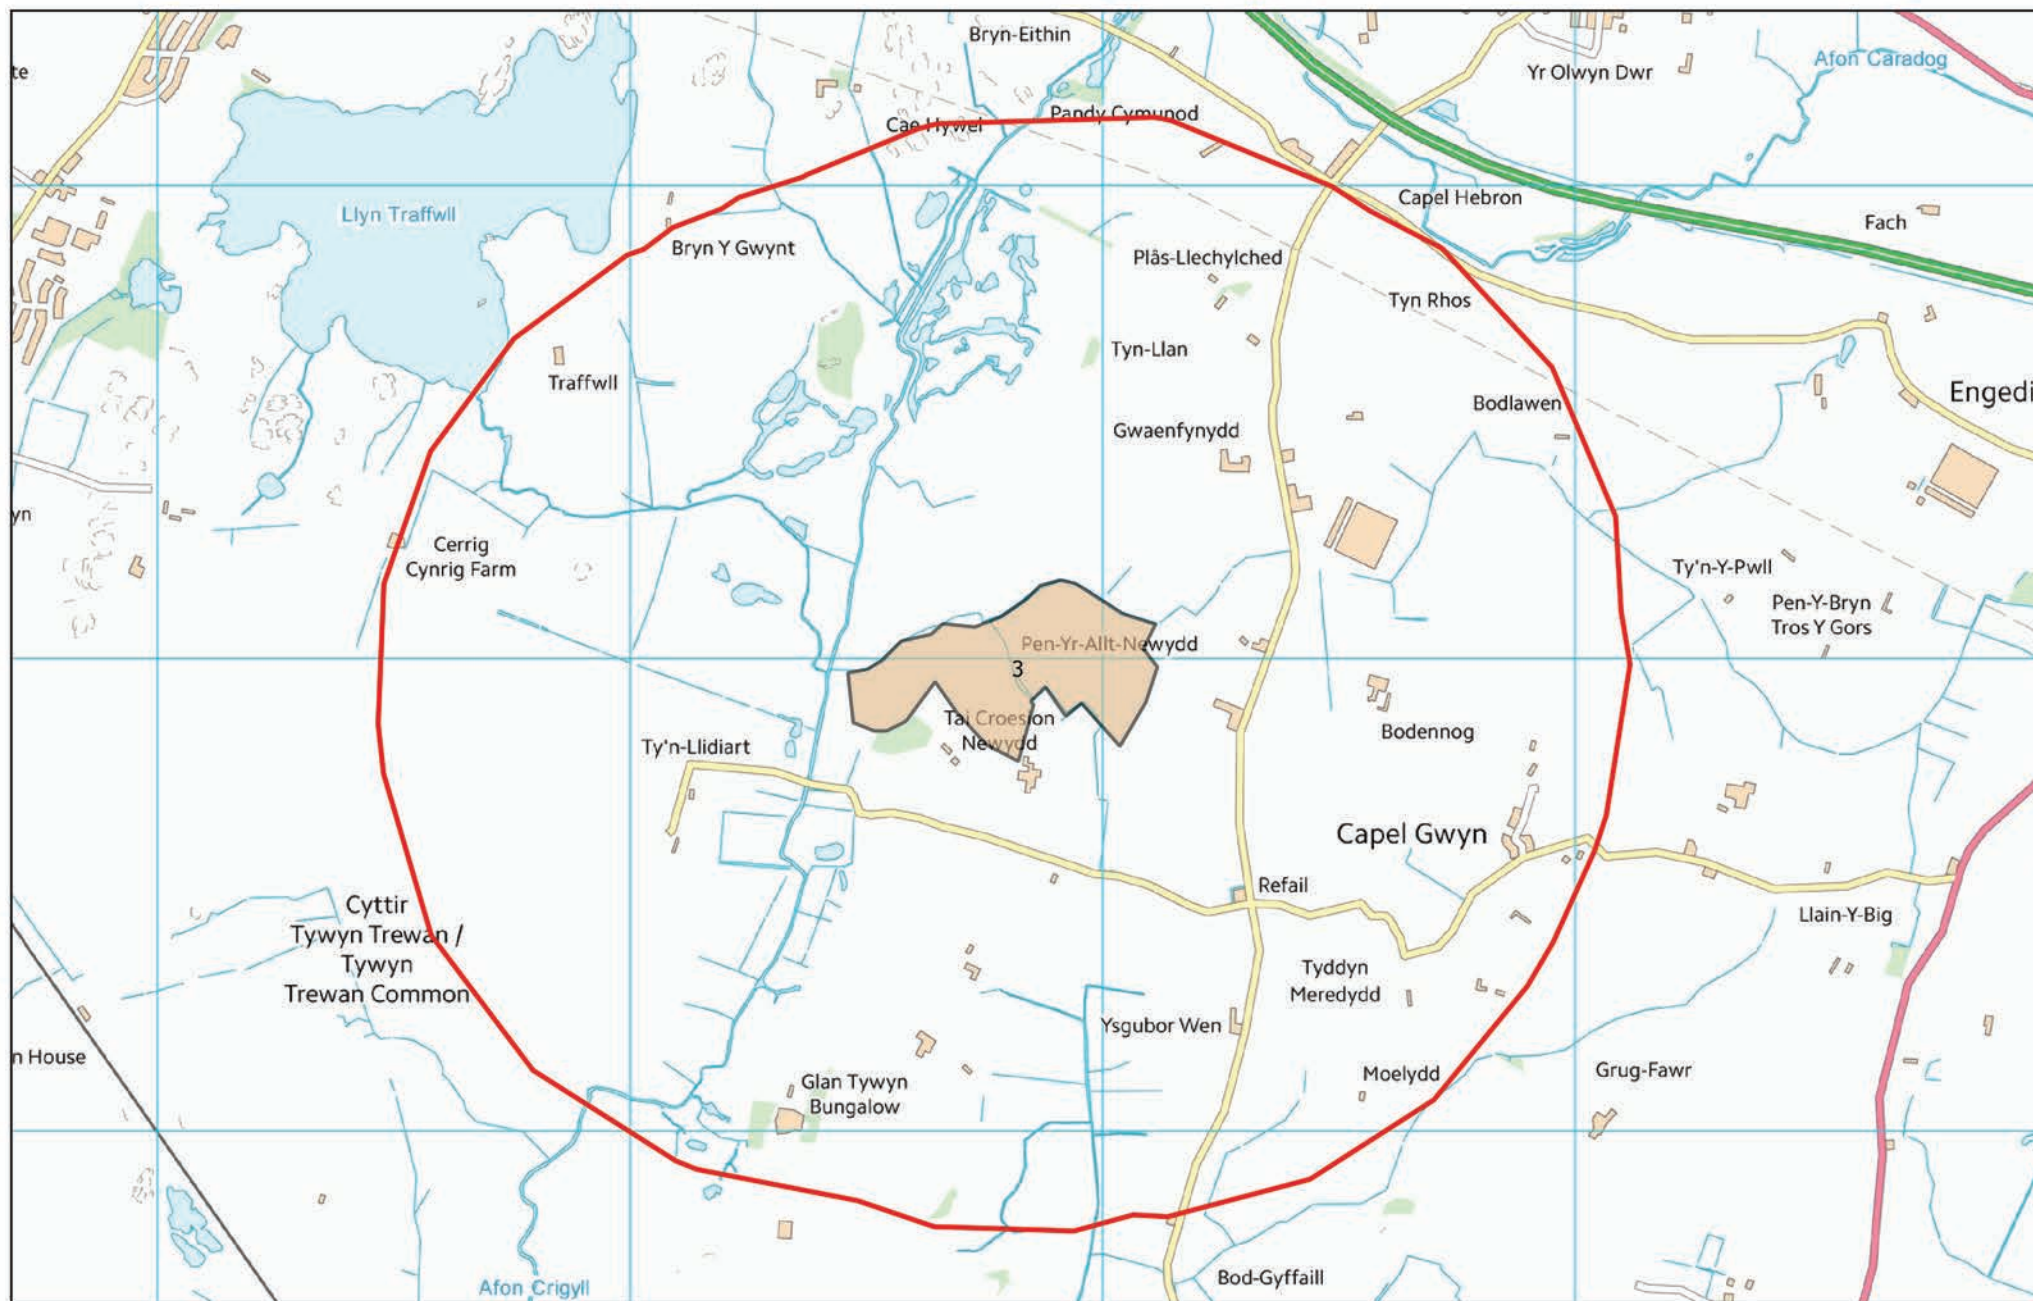 Bryn-Eithin
Afon Caradog
Yr Olwyn Dwr
te
Pandy Cymunod
Cae Hywel
Capel Hebron
Llyn Traffwll
Fach
Bryn Y Gwynt
Plâs-Llechylched
Tyn Rhos
Tyn-Llan
Traffwll
Engedi
Bodlawen
Gwaenfynydd
yn
Cerrig
Cynrig Farm
Ty'n-Y-Pwll
Pen-Y-Bryn
Tros Y Gors
Pen-Yr-Allt-Newydd
3
Tai Croesion
Newydd
Bodennog
Ty'n-Llidiart
Capel Gwyn
Refail
Cyttir
Tywyn Trewan /
Tywyn
Trewan Common
Llain-Y-Big
Tyddyn
Meredydd
Ysgubor Wen
n House
Moelydd
Grug-Fawr
Glan Tywyn
Bungalow
Bod-Gyffaill
Afon Crigyll